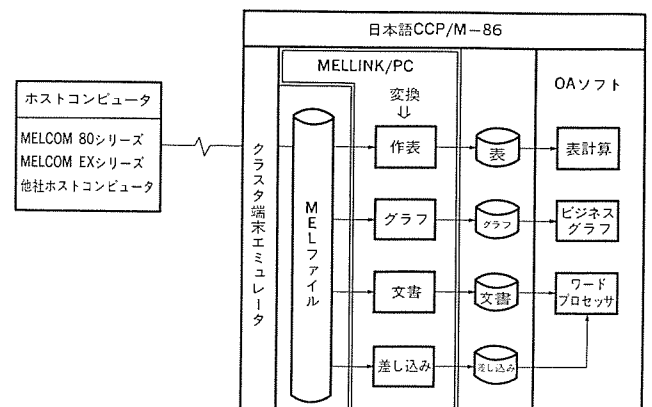 日本語CCP/M-86
MELLINK/PC
OAソフト
ホストコンピュータ
MELCOM 80シリーズ
MELCOM EXシリーズ
他社ホストコンピュータ
クラスタ端末エミュレータ
MELファイル
変換
⇩
作表
表
表計算
グラフ
グラフ
ビジネス
グラフ
文書
文書
ワード
プロセッサ
差し込み
差し込み